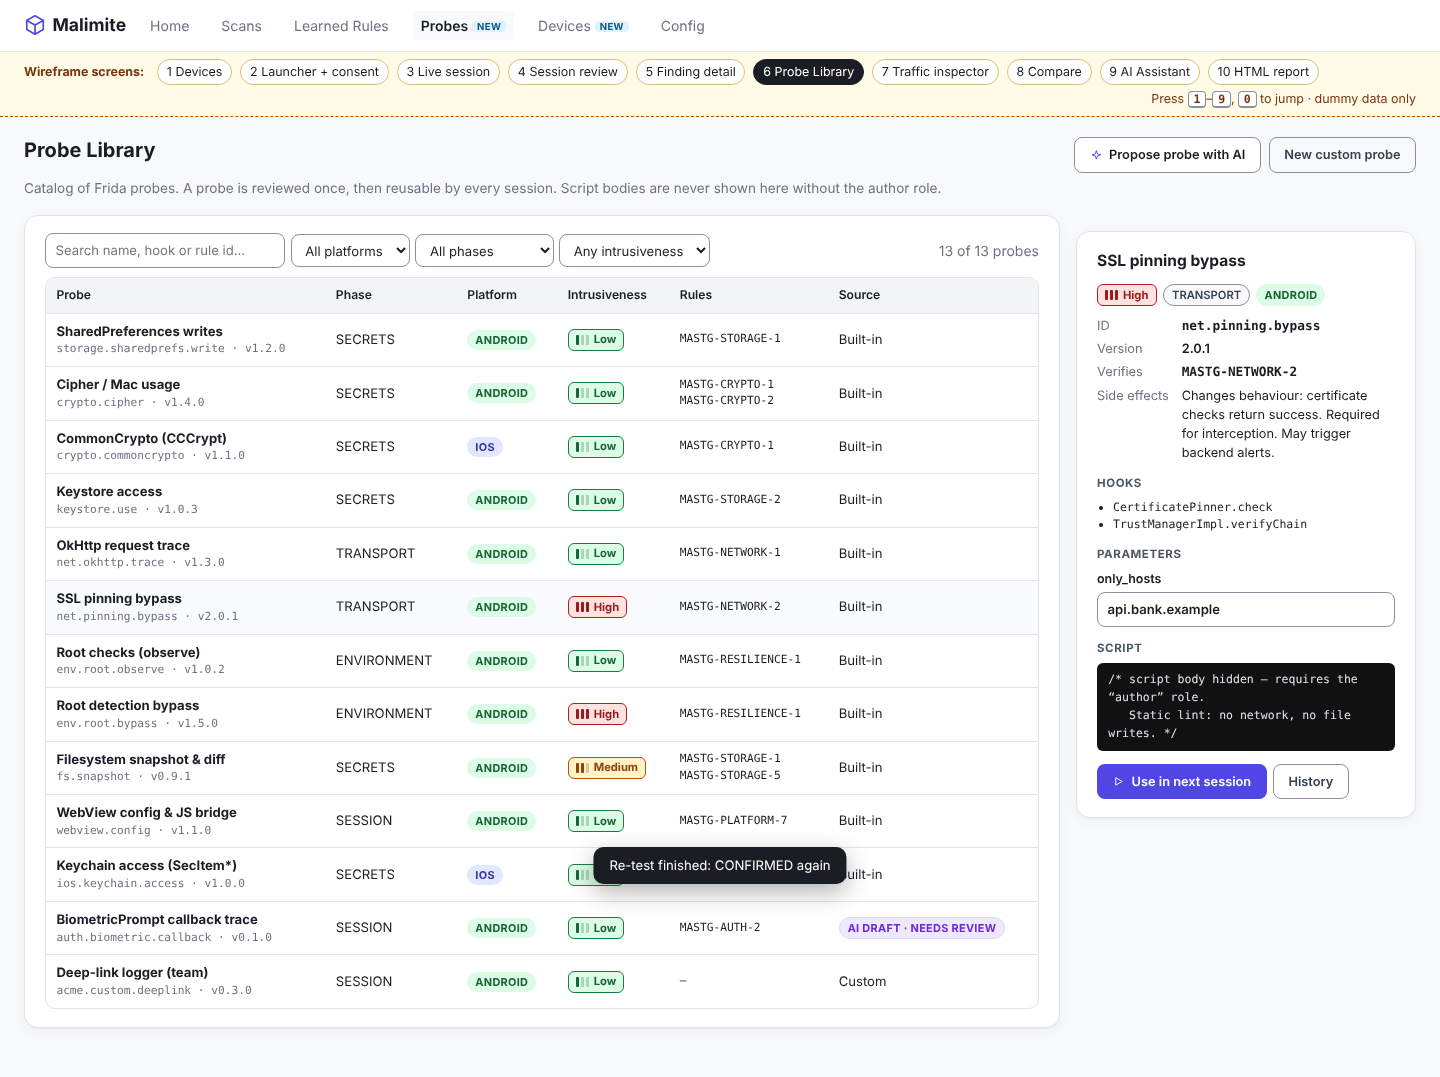 Malimite
Home
Scans
Learned Rules
Probes NEW
Devices NEW
Config
Wireframe screens:
1 Devices
2 Launcher + consent
3 Live session
4 Session review
5 Finding detail
6 Probe Library
7 Traffic inspector
8 Compare
9 AI Assistant
10 HTML report
Press 1–9, 0 to jump · dummy data only
Probe Library
Propose probe with AI
New custom probe
Catalog of Frida probes. A probe is reviewed once, then reusable by every session. Script bodies are never shown here without the author role.
Search name, hook or rule id...
All platforms
All phases
Any intrusiveness
13 of 13 probes
Probe Phase Platform Intrusiveness Rules Source
SharedPreferences writes
storage.sharedprefs.write · v1.2.0
SECRETS ANDROID Low MASTG-STORAGE-1 Built-in
Cipher / Mac usage
crypto.cipher · v1.4.0
SECRETS ANDROID Low MASTG-CRYPTO-1
MASTG-CRYPTO-2
Built-in
CommonCrypto (CCCrypt)
crypto.commoncrypto · v1.1.0
SECRETS IOS Low MASTG-CRYPTO-1 Built-in
Keystore access
keystore.use · v1.0.3
SECRETS ANDROID Low MASTG-STORAGE-2 Built-in
OkHttp request trace
net.okhttp.trace · v1.3.0
TRANSPORT ANDROID Low MASTG-NETWORK-1 Built-in
SSL pinning bypass
net.pinning.bypass · v2.0.1
TRANSPORT ANDROID High MASTG-NETWORK-2 Built-in
Root checks (observe)
env.root.observe · v1.0.2
ENVIRONMENT ANDROID Low MASTG-RESILIENCE-1 Built-in
Root detection bypass
env.root.bypass · v1.5.0
ENVIRONMENT ANDROID High MASTG-RESILIENCE-1 Built-in
Filesystem snapshot & diff
fs.snapshot · v0.9.1
SECRETS ANDROID Medium MASTG-STORAGE-1
MASTG-STORAGE-5
Built-in
WebView config & JS bridge
webview.config · v1.1.0
SESSION ANDROID Low MASTG-PLATFORM-7 Built-in
Keychain access (SecItem*)
ios.keychain.access · v1.0.0
SECRETS IOS
Re-test finished: CONFIRMED again
BiometricPrompt callback trace
auth.biometric.callback · v0.1.0
SESSION ANDROID Low MASTG-AUTH-2 AI DRAFT · NEEDS REVIEW
Deep-link logger (team)
acme.custom.deeplink · v0.3.0
SESSION ANDROID Low – Custom
SSL pinning bypass
High TRANSPORT ANDROID
ID net.pinning.bypass
Version 2.0.1
Verifies MASTG-NETWORK-2
Side effects Changes behaviour: certificate
checks return success. Required
for interception. May trigger
backend alerts.
HOOKS
• CertificatePinner.check
• TrustManagerImpl.verifyChain
PARAMETERS
only_hosts
api.bank.example
SCRIPT
/* script body hidden — requires the
“author” role.
Static lint: no network, no file
writes. */
Use in next session
History